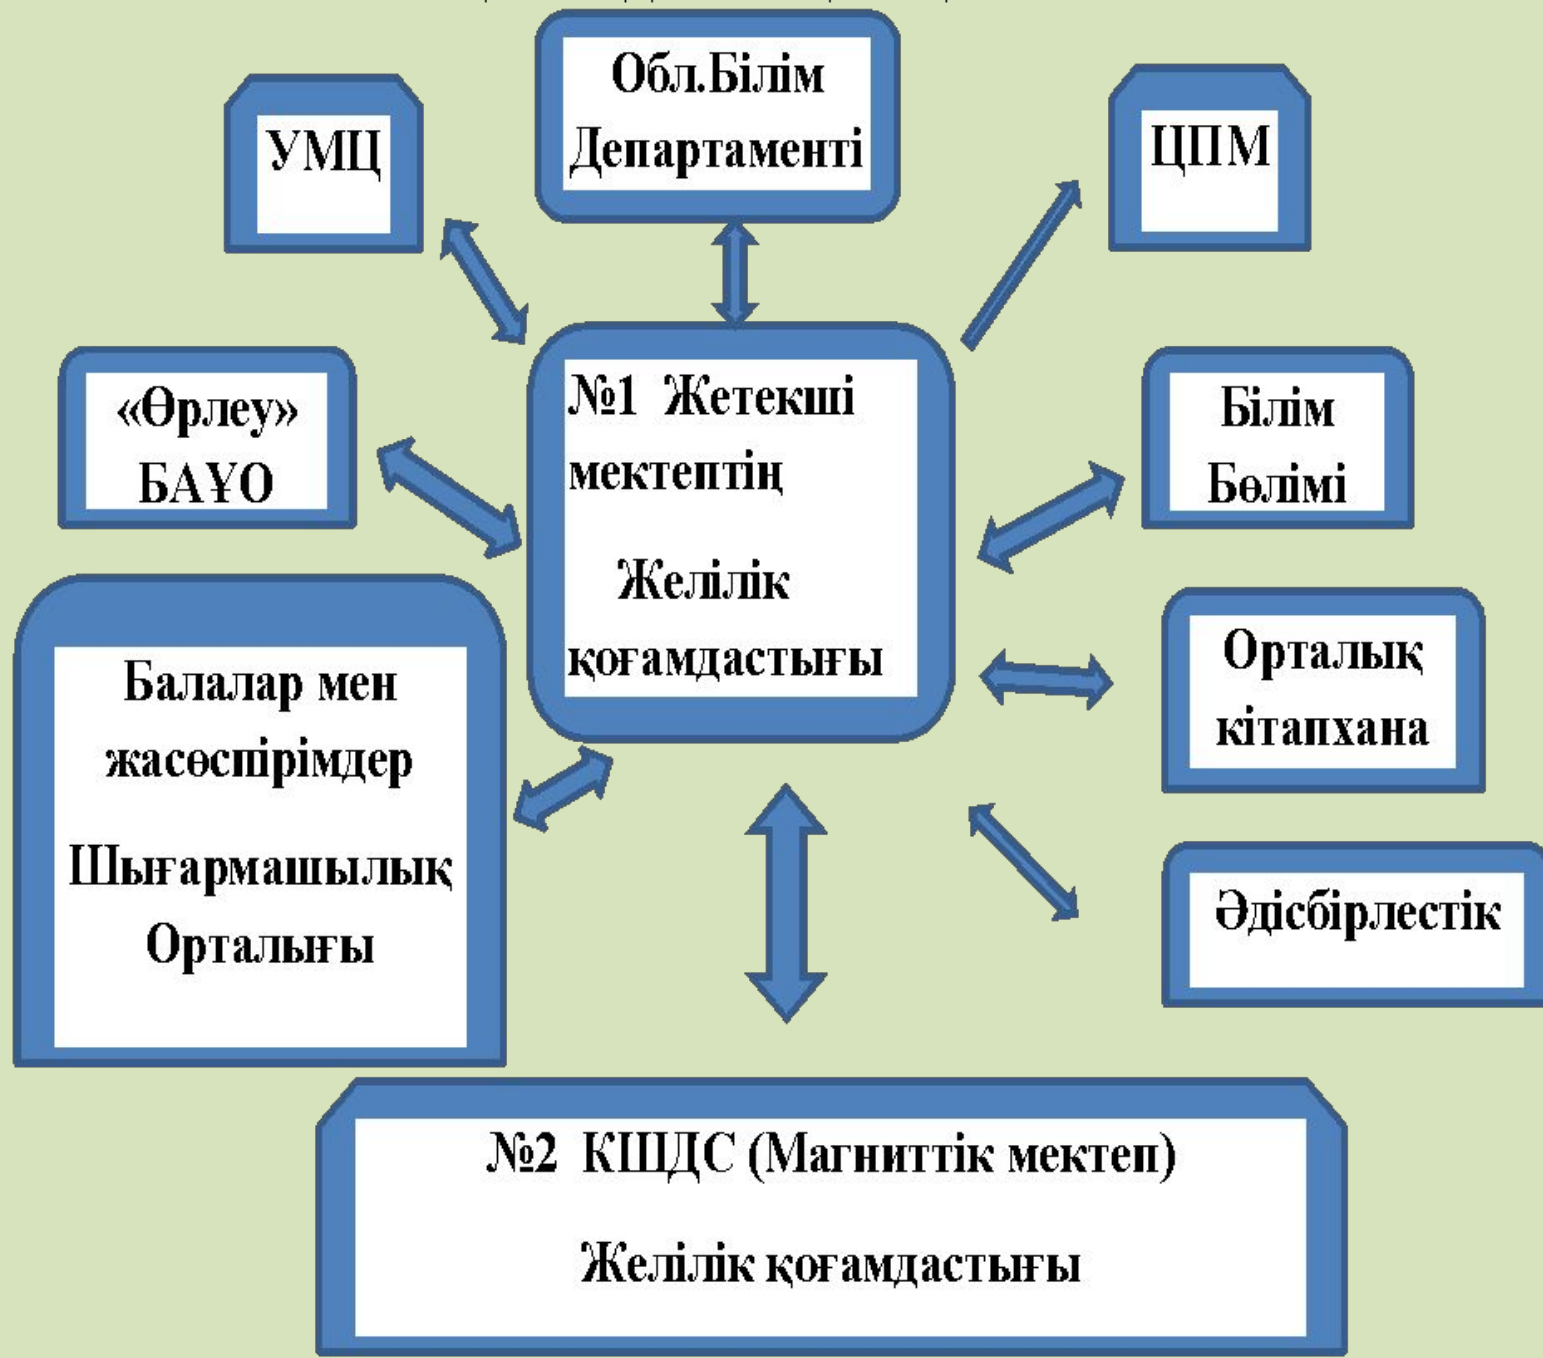 Обл.Білім
Департаменті
УМЦ
ЦПМ
№1 Жетекші
мектептің
Желілік
қоғамдастығы
«Өрлеу»
БАҰО
Білім
Бөлімі
Балалар мен
жасөспірімдер
Шығармашылық
Орталығы
Орталық
кітапхана
Әдісбірлестік
№2 КШДС (Магниттік мектеп)
Желілік қоғамдастығы